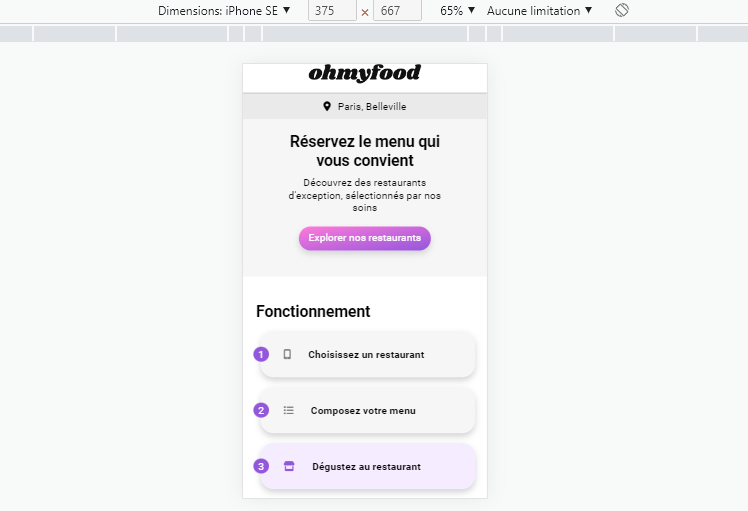 Dimensions: iPhone SE ▼ 375 × 667 65% ▼ Aucune limitation ▼
ohmyfood
Paris, Belleville
Réservez le menu qui
vous convient
Découvrez des restaurants
d'exception, sélectionnés par nos
soins
Explorer nos restaurants
Fonctionnement
1 Choisissez un restaurant
2 Composez votre menu
3 Dégustez au restaurant